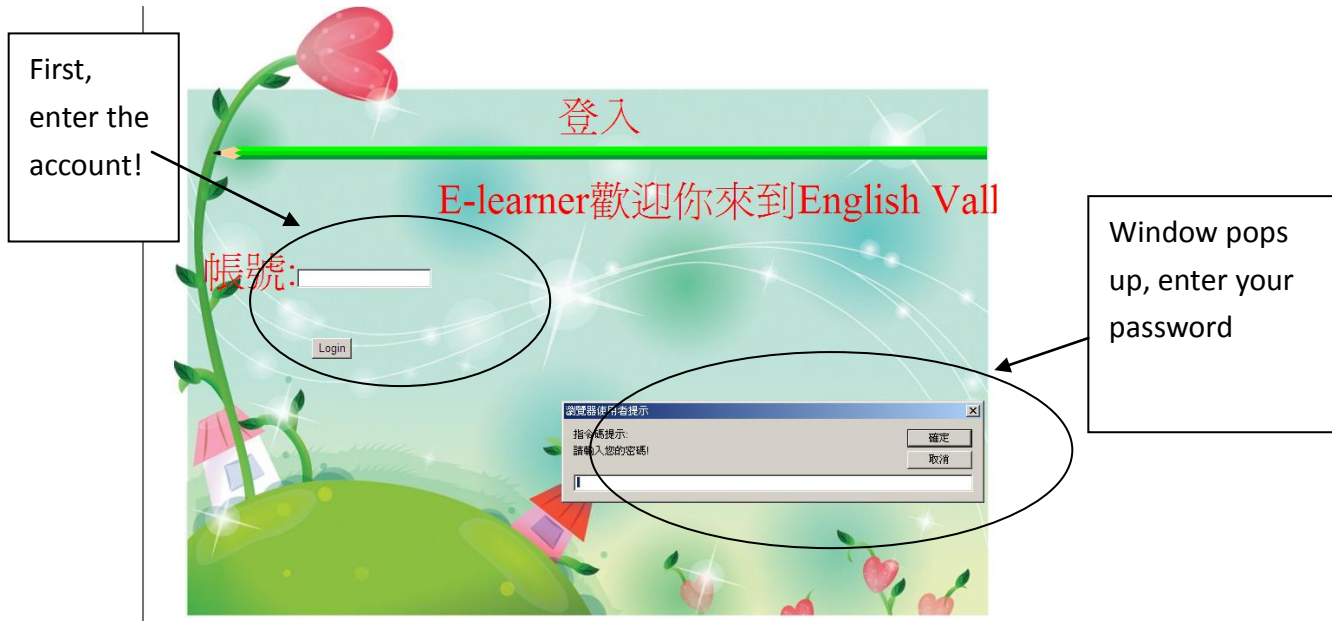 First,
enter the
account!
登入
E-learner歡迎你來到English Vall
帳號:
Login
Window pops
up, enter your
password
瀏覽器使用者提示
指令碼提示:
請輸入您的密碼!
確定
取消